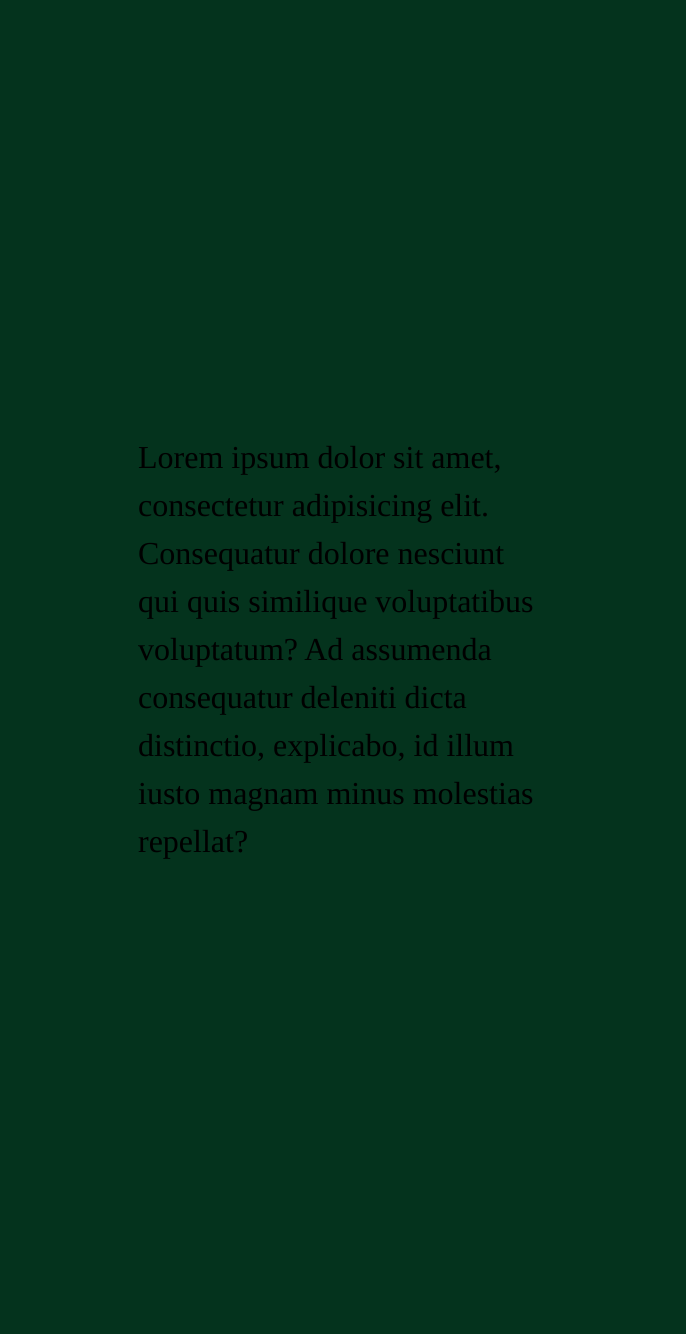 Lorem ipsum dolor sit amet,
consectetur adipisicing elit.
Consequatur dolore nesciunt
qui quis similique voluptatibus
voluptatum? Ad assumenda
consequatur deleniti dicta
distinctio, explicabo, id illum
iusto magnam minus molestias
repellat?